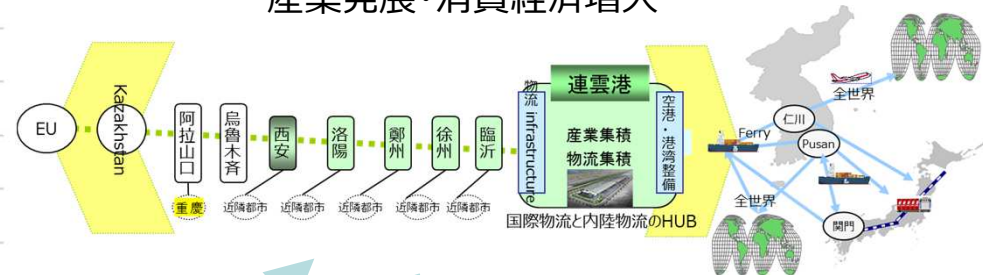 産業発展・消費経済増大
EU
Kazakhstan
阿拉山口
烏魯木斉
西安
洛陽
鄭州
徐州
臨沂
重慶
近隣都市
近隣都市
近隣都市
近隣都市
近隣都市
物流 infrastructure
連雲港
産業集積
物流集積
空港・港湾整備
国際物流と内陸物流のHUB
Ferry
仁川
Pusan
全世界
全世界
関門